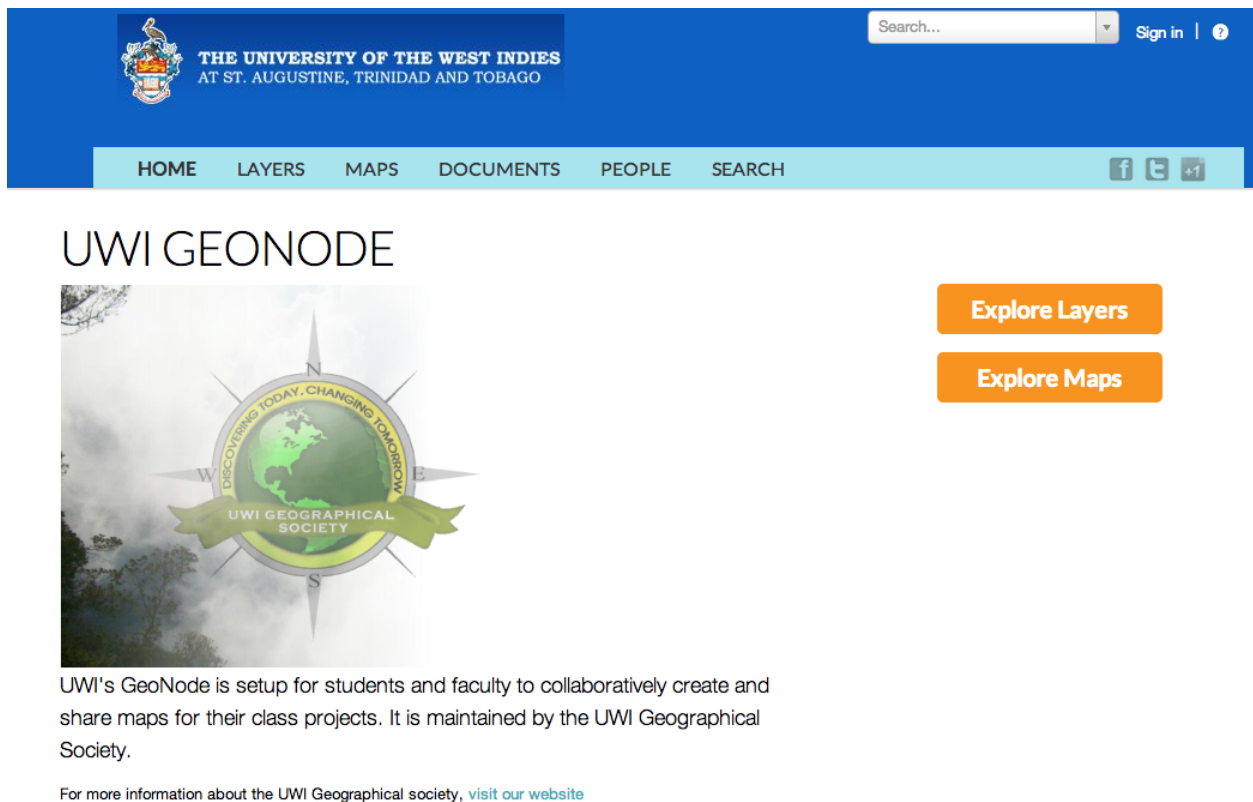 THE UNIVERSITY OF THE WEST INDIES
AT ST. AUGUSTINE, TRINIDAD AND TOBAGO
Search...
Sign in | ?
HOME LAYERS MAPS DOCUMENTS PEOPLE SEARCH
f t +1
UWI GEONODE
Explore Layers
Explore Maps
N
DISCOVERING TODAY, CHANGING TOMORROW
W E
UWI GEOGRAPHICAL
SOCIETY
S
UWI's GeoNode is setup for students and faculty to collaboratively create and
share maps for their class projects. It is maintained by the UWI Geographical
Society.
For more information about the UWI Geographical society, visit our website